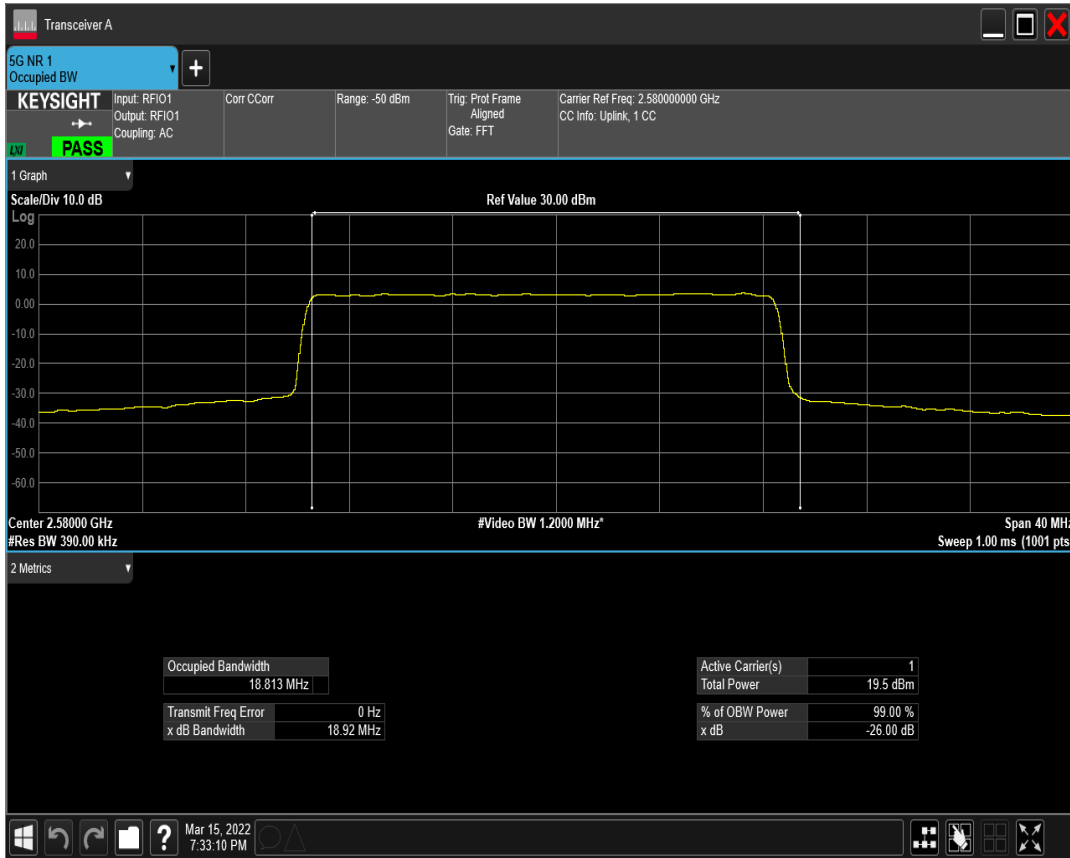 Transceiver A
5G NR 1
Occupied BW
+
KEYSIGHT
LXI
PASS
Input: RFIO1
Output: RFIO1
Coupling: AC
Corr CCorr
Range: -50 dBm
Trig: Prot Frame
Aligned
Gate: FFT
Carrier Ref Freq: 2.580000000 GHz
CC Info: Uplink, 1 CC
1 Graph
Scale/Div 10.0 dB
Ref Value 30.00 dBm
Log
20.0
10.0
0.00
-10.0
-20.0
-30.0
-40.0
-50.0
-60.0
Center 2.58000 GHz
#Video BW 1.2000 MHz*
Span 40 MHz
#Res BW 390.00 kHz
Sweep 1.00 ms (1001 pts
2 Metrics
Occupied Bandwidth
18.813 MHz
Transmit Freq Error 0 Hz
x dB Bandwidth 18.92 MHz
Active Carrier(s) 1
Total Power 19.5 dBm
% of OBW Power 99.00 %
x dB -26.00 dB
?
Mar 15, 2022
7:33:10 PM